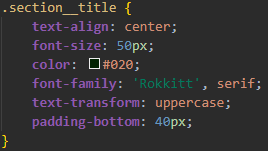 .section__title {
text-align: center;
font-size: 50px;
color: #020;
font-family: 'Rokkitt', serif;
text-transform: uppercase;
padding-bottom: 40px;
}